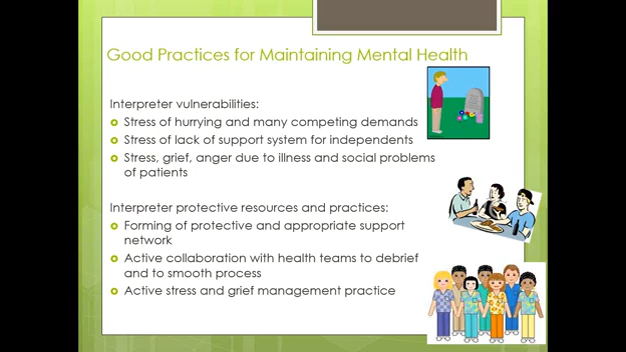 Good Practices for Maintaining Mental Health
Interpreter vulnerabilities:
Stress of hurrying and many competing demands
Stress of lack of support system for independents
Stress, grief, anger due to illness and social problems
of patients
Interpreter protective resources and practices:
Forming of protective and appropriate support
network
Active collaboration with health teams to debrief
and to smooth process
Active stress and grief management practice